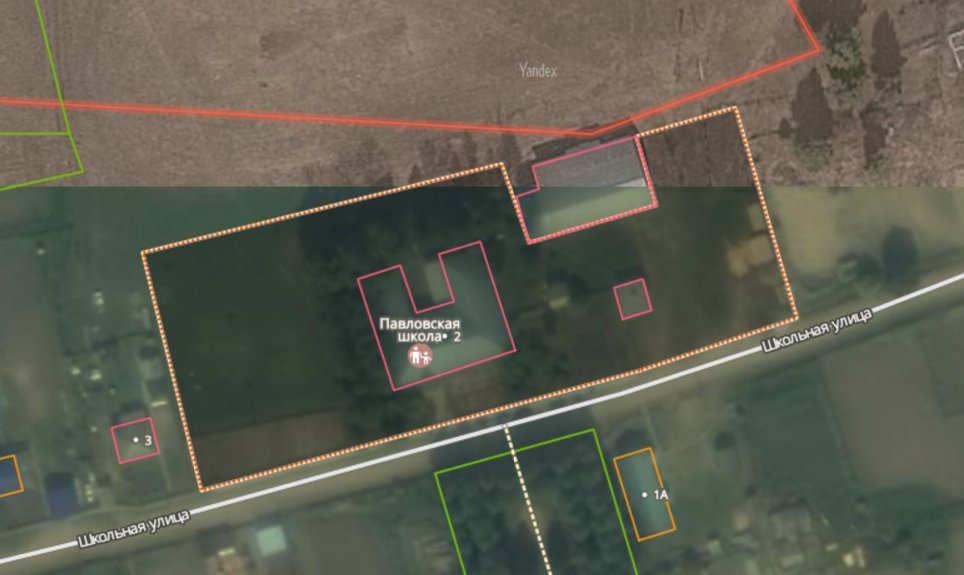 Yandex
Павловская
школа• 2
Школьная улица
3
1А
Школьная улица